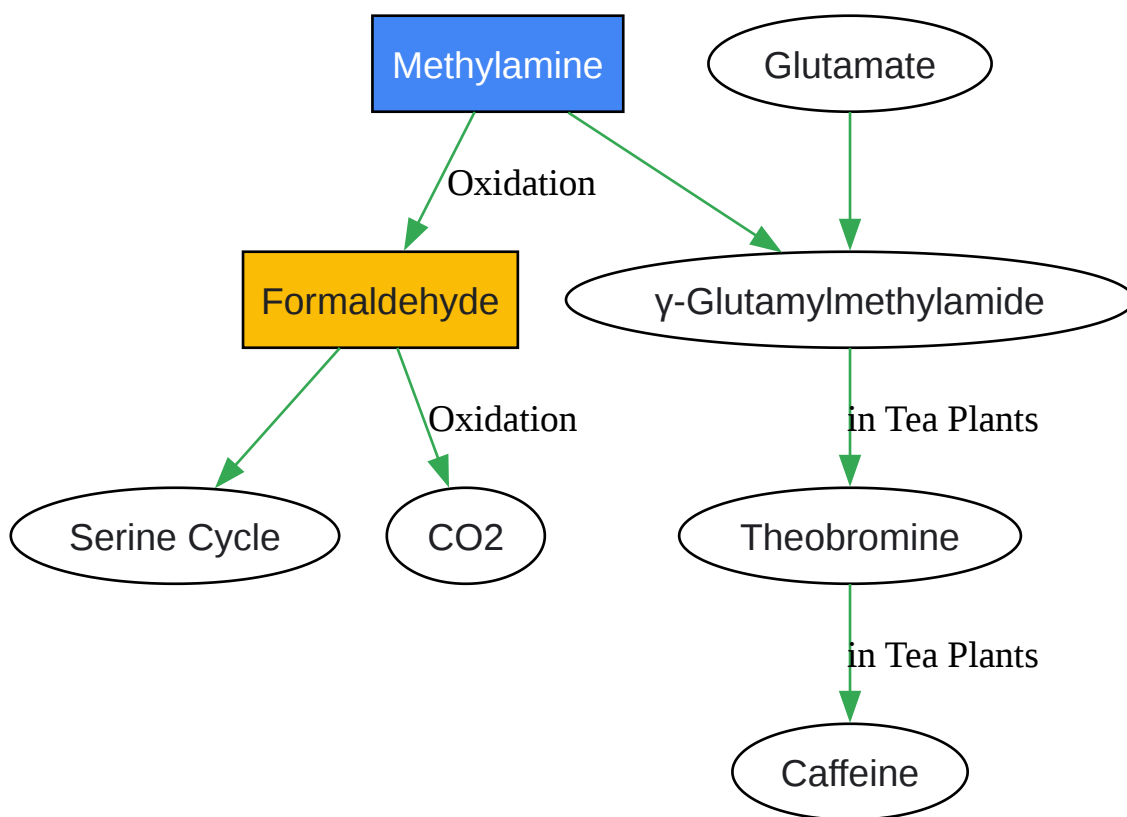 Methylamine
Glutamate
Oxidation
Formaldehyde
γ-Glutamylmethylamide
Oxidation
in Tea Plants
Serine Cycle
CO2
Theobromine
in Tea Plants
Caffeine